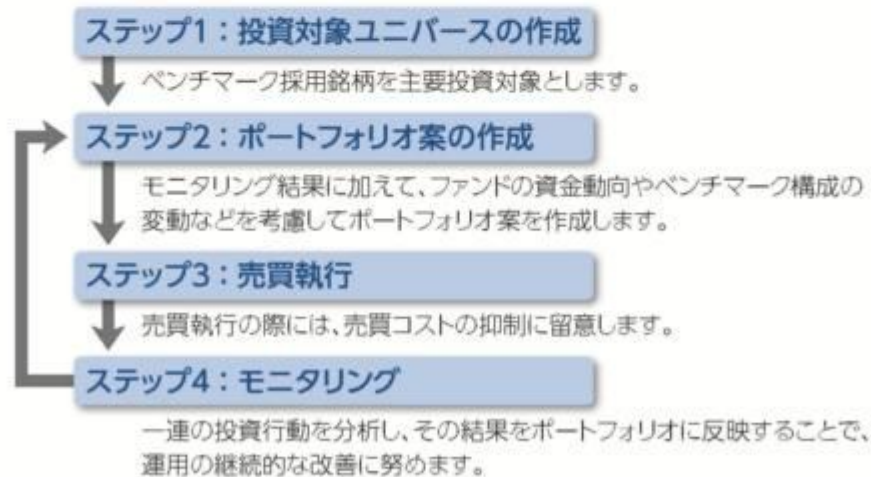 ステップ1：投資対象ユニバースの作成
ベンチマーク採用銘柄を主要投資対象とします。
ステップ2：ポートフォリオ案の作成
モニタリング結果に加えて、ファンドの資金動向やベンチマーク構成の
変動などを考慮してポートフォリオ案を作成します。
ステップ3：売買執行
売買執行の際には、売買コストの抑制に留意します。
ステップ4：モニタリング
一連の投資行動を分析し、その結果をポートフォリオに反映することで、
運用の継続的な改善に努めます。